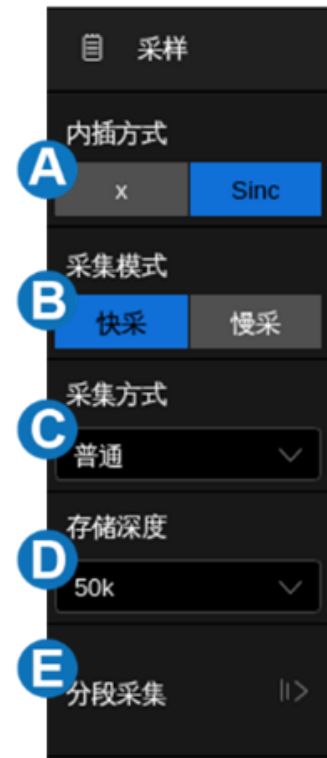 采样
内插方式
A
x Sinc
采集模式
B
快采 慢采
采集方式
C
普通
存储深度
D
50k
E
分段采集